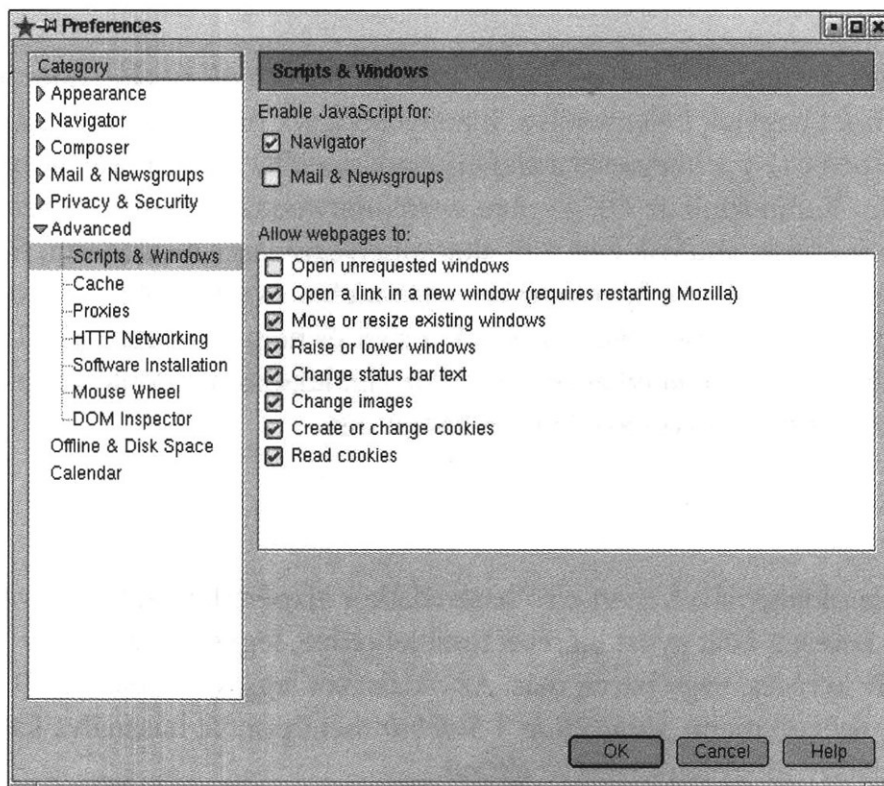 Preferences
Category
Appearance
Navigator
Composer
Mail & Newsgroups
Privacy & Security
Advanced
Scripts & Windows
Cache
Proxies
HTTP Networking
Software Installation
Mouse Wheel
DOM Inspector
Offline & Disk Space
Calendar
Scripts & Windows
Enable JavaScript for:
Navigator
Mail & Newsgroups
Allow webpages to:
Open unrequested windows
Open a link in a new window (requires restarting Mozilla)
Move or resize existing windows
Raise or lower windows
Change status bar text
Change images
Create or change cookies
Read cookies
OK Cancel Help